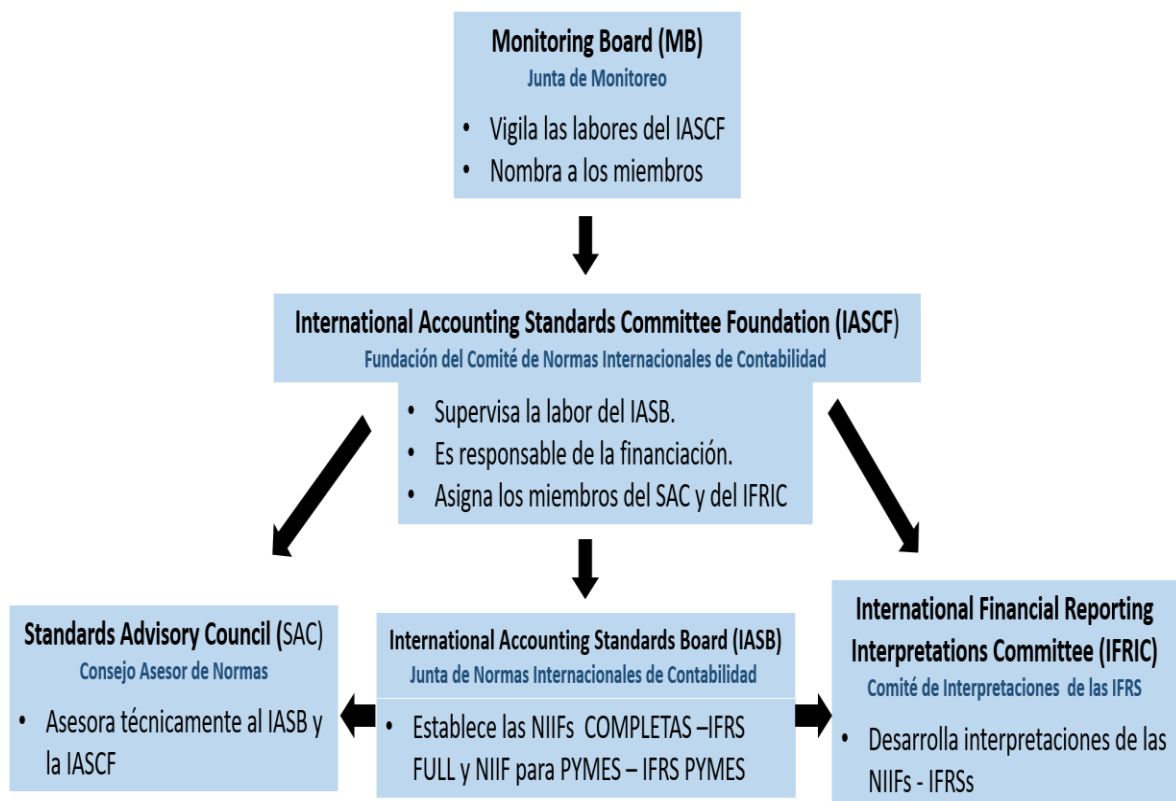 Monitoring Board (MB)
Junta de Monitoreo
• Vigila las labores del IASCF
• Nombra a los miembros
International Accounting Standards Committee Foundation (IASCF)
Fundación del Comité de Normas Internacionales de Contabilidad
• Supervisa la labor del IASB.
• Es responsable de la financiación.
• Asigna los miembros del SAC y del IFRIC
Standards Advisory Council (SAC)
Consejo Asesor de Normas
• Asesora técnicamente al IASB y
la IASCF
International Accounting Standards Board (IASB)
Junta de Normas Internacionales de Contabilidad
• Establece las NIIFs COMPLETAS –IFRS
FULL y NIIF para PYMES – IFRS PYMES
International Financial Reporting
Interpretations Committee (IFRIC)
Comité de Interpretaciones de las IFRS
• Desarrolla interpretaciones de las
NIIFs - IFRSs